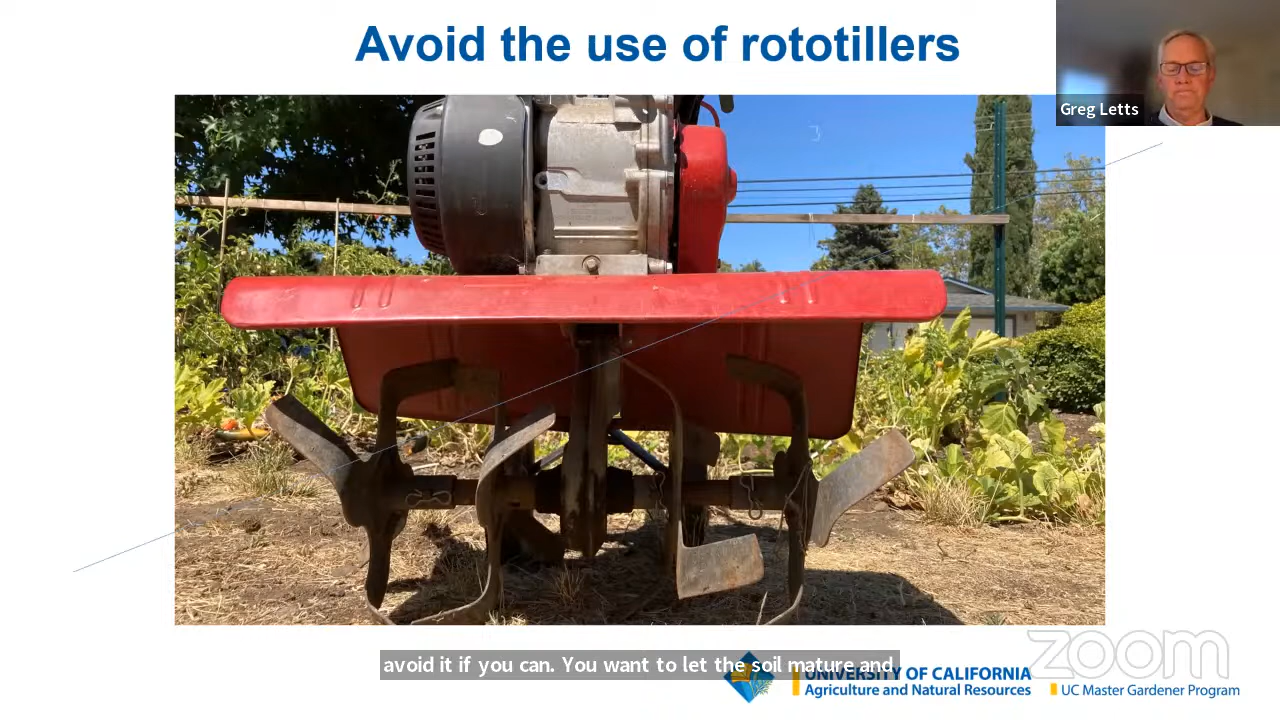 Avoid the use of rototillers
Greg Letts
avoid it if you can. You want to let the soil mature and
UNIVERSITY OF CALIFORNIA
Agriculture and Natural Resources
UC Master Gardener Program
zoom